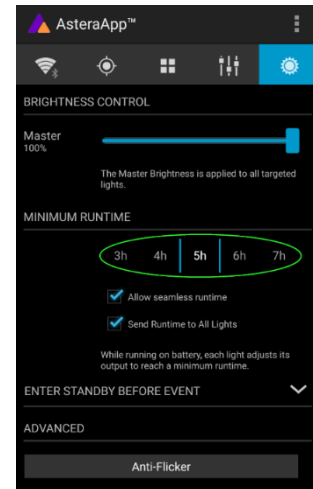 AsteraApp™
BRIGHTNESS CONTROL
Master
100%
The Master Brightness is applied to all targeted
lights.
MINIMUM RUNTIME
3h 4h 5h 6h 7h
Allow seamless runtime
Send Runtime to All Lights
While running on battery, each light adjusts its
output to reach a minimum runtime.
ENTER STANDBY BEFORE EVENT
ADVANCED
Anti-Flicker